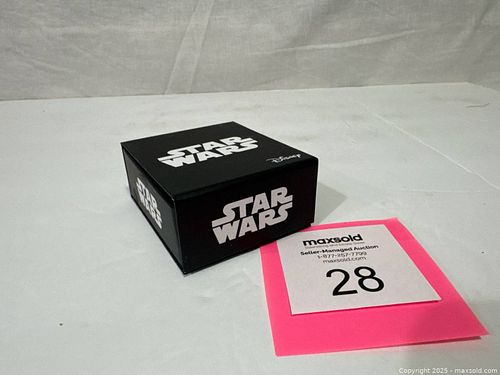 STAR
WARS
Disney
STAR
WARS
STAR
WARS
maxsold
Seller-Managed Auction
1-877-257-7799
maxsold.com
28
Copyright 2025 - maxsold.com